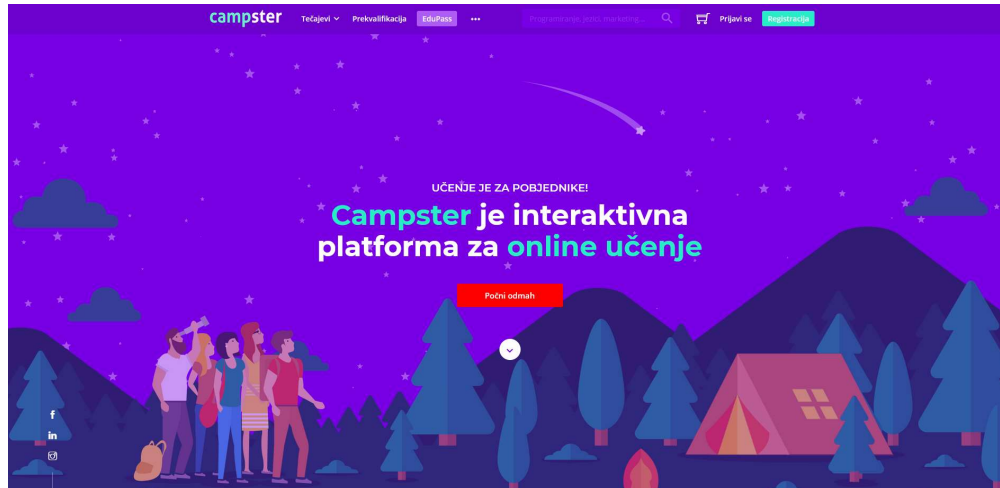 campster Tečajevi Prekvalifikacija EduPass Programiranje, jezici, marketing... Prijavi se Registracija
UČENJE JE ZA POBJEDNIKE!
Campster je interaktivna
platforma za online učenje
Počni odmah
f
in